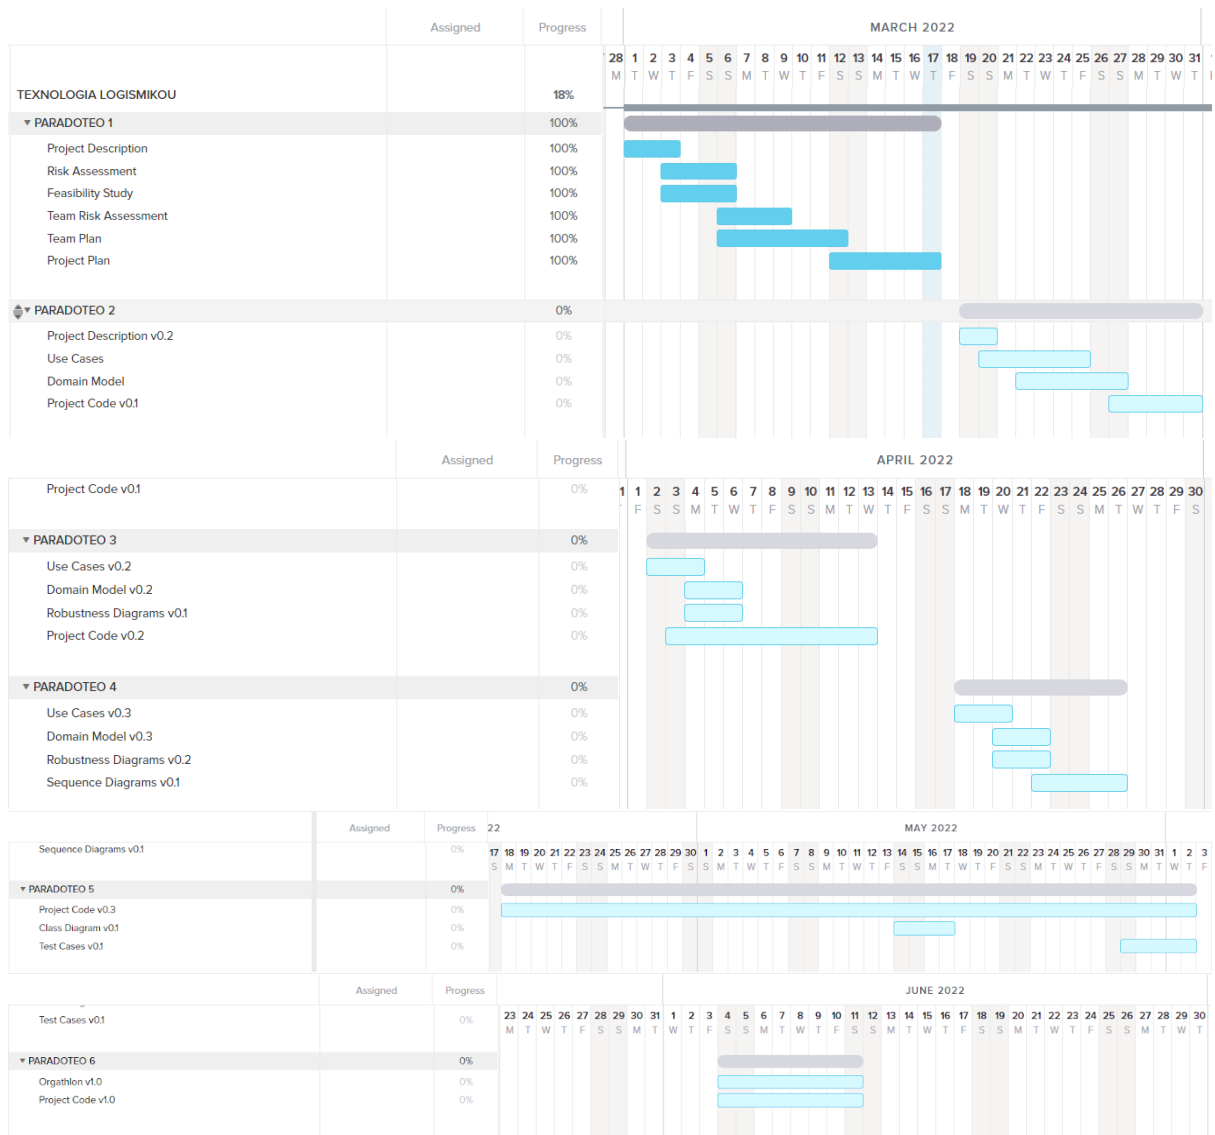 Assigned Progress MARCH 2022
28 1 2 3 4 5 6 7 8 9 10 11 12 13 14 15 16 17 18 19 20 21 22 23 24 25 26 27 28 29 30 31
M T W T F S S M T W T F S S M T W T F S S M T W T F S S M T W T
TEXNOLOGIA LOGISMIKOU 18%
PARADOTEO 1 100%
Project Description 100%
Risk Assessment 100%
Feasibility Study 100%
Team Risk Assessment 100%
Team Plan 100%
Project Plan 100%
PARADOTEO 2 0%
Project Description v0.2 0%
Use Cases 0%
Domain Model 0%
Project Code v0.1 0%
Assigned Progress APRIL 2022
Project Code v0.1 0% 1 1 2 3 4 5 6 7 8 9 10 11 12 13 14 15 16 17 18 19 20 21 22 23 24 25 26 27 28 29 30
F S S M T W T F S S M T W T F S S M T W T F S S M T W T F S
PARADOTEO 3 0%
Use Cases v0.2 0%
Domain Model v0.2 0%
Robustness Diagrams v0.1 0%
Project Code v0.2 0%
PARADOTEO 4 0%
Use Cases v0.3 0%
Domain Model v0.3 0%
Robustness Diagrams v0.2 0%
Sequence Diagrams v0.1 0%
Assigned Progress 22 MAY 2022
Sequence Diagrams v0.1 0% 17 18 19 20 21 22 23 24 25 26 27 28 29 30 1 2 3 4 5 6 7 8 9 10 11 12 13 14 15 16 17 18 19 20 21 22 23 24 25 26 27 28 29 30 31 1 2 3
S M T W T F S S M T W T F S S M T W T F S S M T W T F S S M T W T F S S M T W T F S S M T W T F
PARADOTEO 5 0%
Project Code v0.3 0%
Class Diagram v0.1 0%
Test Cases v0.1 0%
Assigned Progress JUNE 2022
Test Cases v0.1 0% 23 24 25 26 27 28 29 30 31 1 2 3 4 5 6 7 8 9 10 11 12 13 14 15 16 17 18 19 20 21 22 23 24 25 26 27 28 29 30
M T W T F S S M T W T F S S M T W T F S S M T W T F S S M T W T F S S M T W T
PARADOTEO 6 0%
Orgathlon v1.0 0%
Project Code v1.0 0%